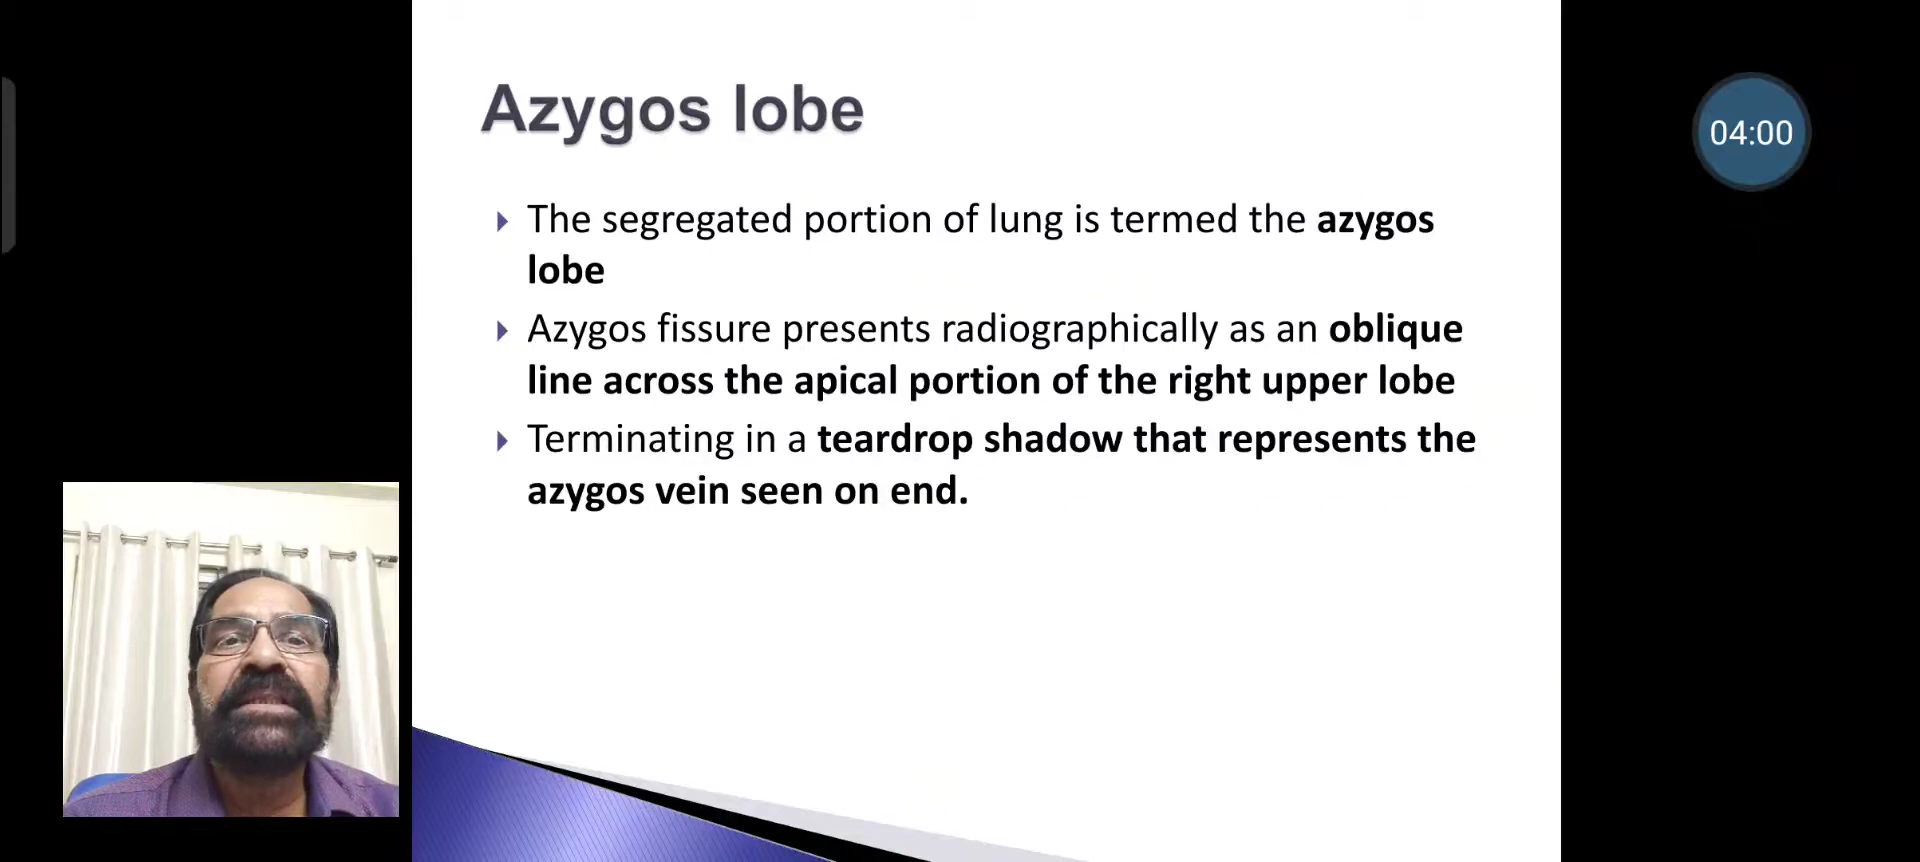 Azygos lobe
04:00
The segregated portion of lung is termed the azygos
lobe
Azygos fissure presents radiographically as an oblique
line across the apical portion of the right upper lobe
Terminating in a teardrop shadow that represents the
azygos vein seen on end.